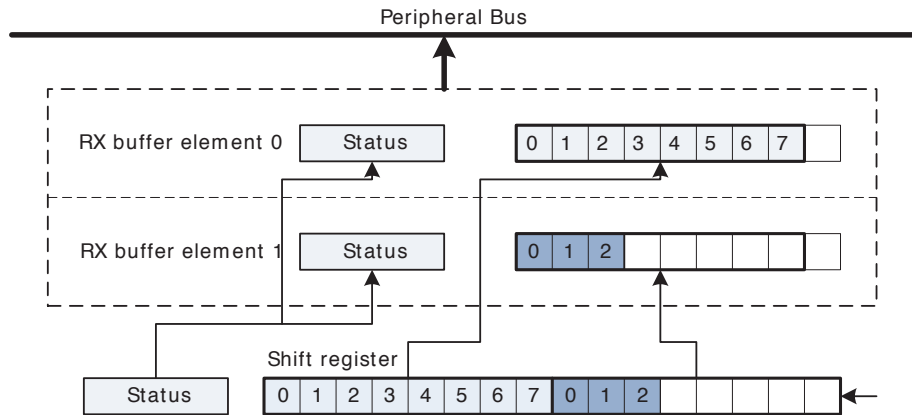 Peripheral Bus
RX buffer element 0 Status 0 1 2 3 4 5 6 7
RX buffer element 1 Status 0 1 2
Shift register
Status 0 1 2 3 4 5 6 7 0 1 2